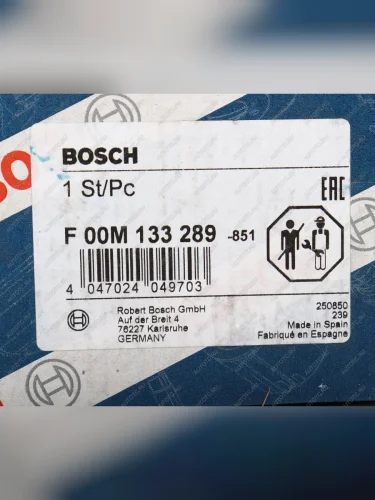 BOSCH
1 St/Pc
EAC
F 00M 133 289 -851
4 047024 049703
Robert Bosch GmbH
Auf der Breit 4
76227 Karlsruhe
GERMANY
250850
239
Made in Spain
Fabriqué en Espagne